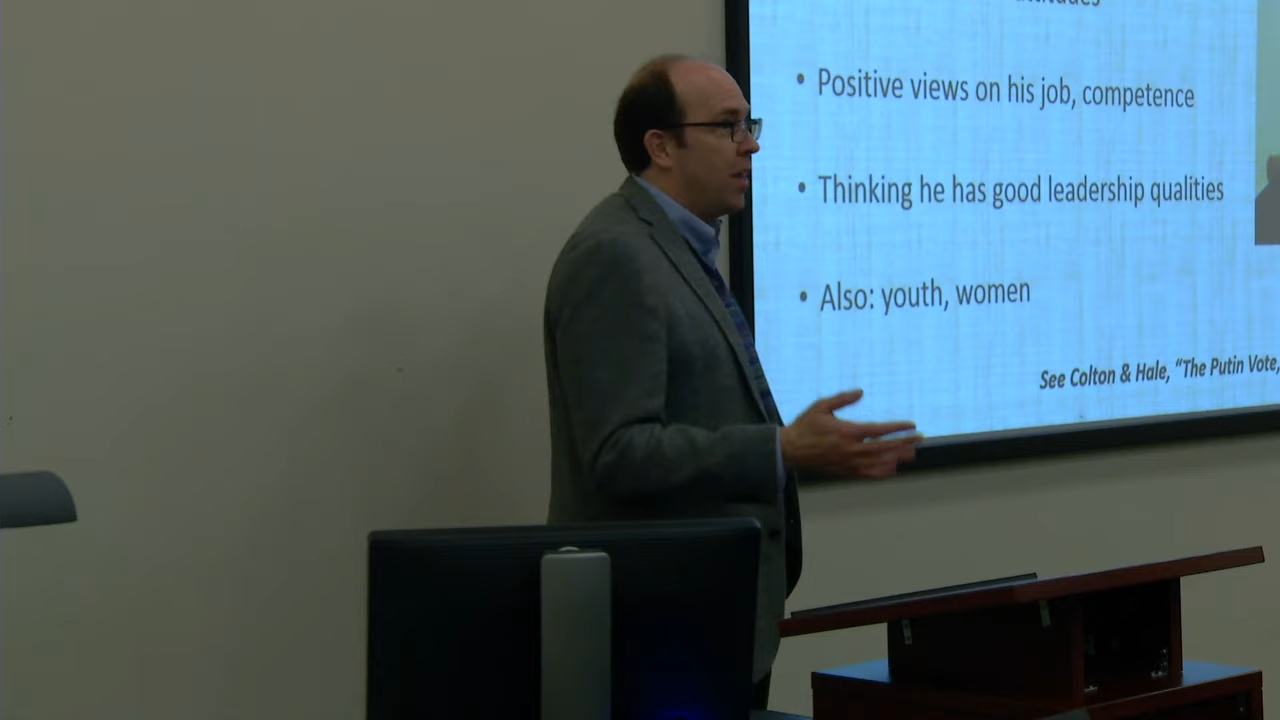 • Positive views on his job, competence
• Thinking he has good leadership qualities
• Also: youth, women
See Colton & Hale, "The Putin Vote,